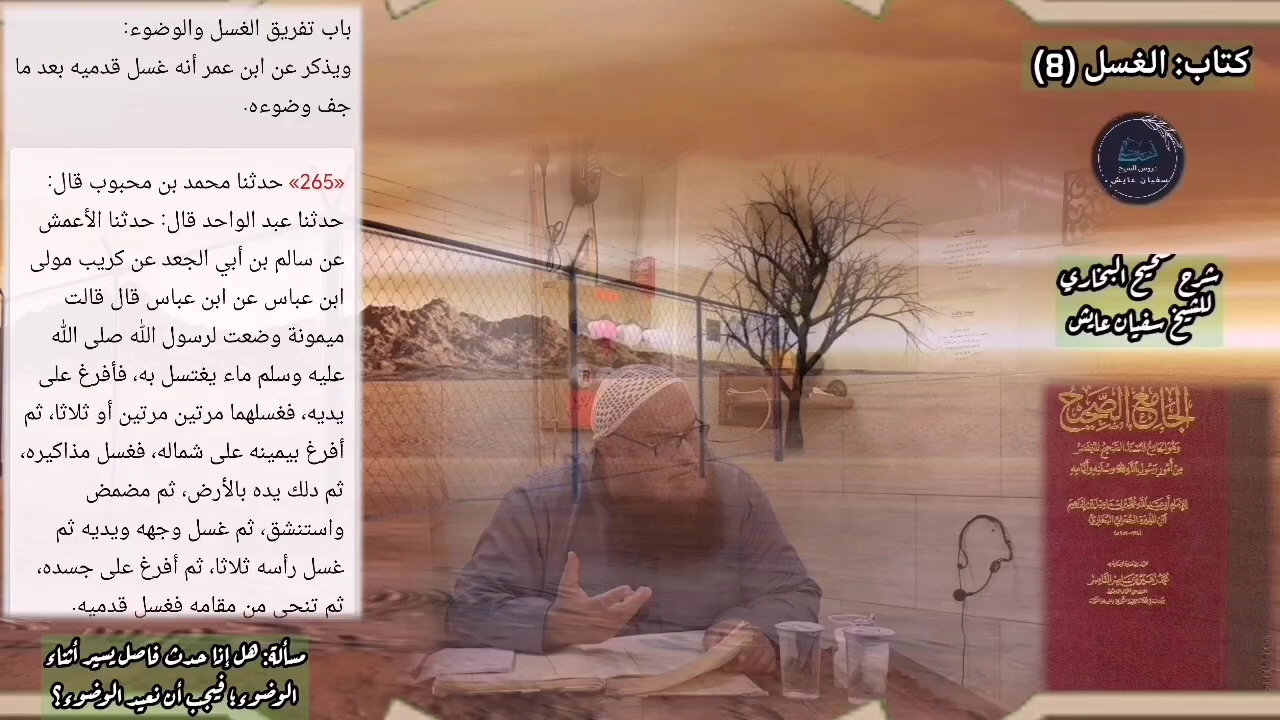 باب تفريق الغسل والوضوء:
ويذكر عن ابن عمر أنه غسل قدميه بعد ما
جف وضوءه.
«265» حدثنا محمد بن محبوب قال:
حدثنا عبد الواحد قال: حدثنا الأعمش
عن سالم بن أبي الجعد عن كريب مولى
ابن عباس عن ابن عباس قال قالت
ميمونة وضعت لرسول الله صلى الله
عليه وسلم ماء يغتسل به، فأفرغ على
يديه، فغسلهما مرتين مرتين أو ثلاثا، ثم
أفرغ بيمينه على شماله، فغسل مذاكيره،
ثم دلك يده بالأرض، ثم مضمض
واستنشق، ثم غسل وجهه ويديه ثم
غسل رأسه ثلاثا، ثم أفرغ على جسده،
ثم تنحى من مقامه فغسل قدميه.
مسألة: هل إذا حدث فاصل يسير أثناء
الوضوء؛ فيجب أن نعيد الوضوء؟
كتاب: الغسل (8)
دروس الشيخ
سفيان عايش
شرح صحيح البخاري
للشيخ سفيان عايش
الجامع الصحيح